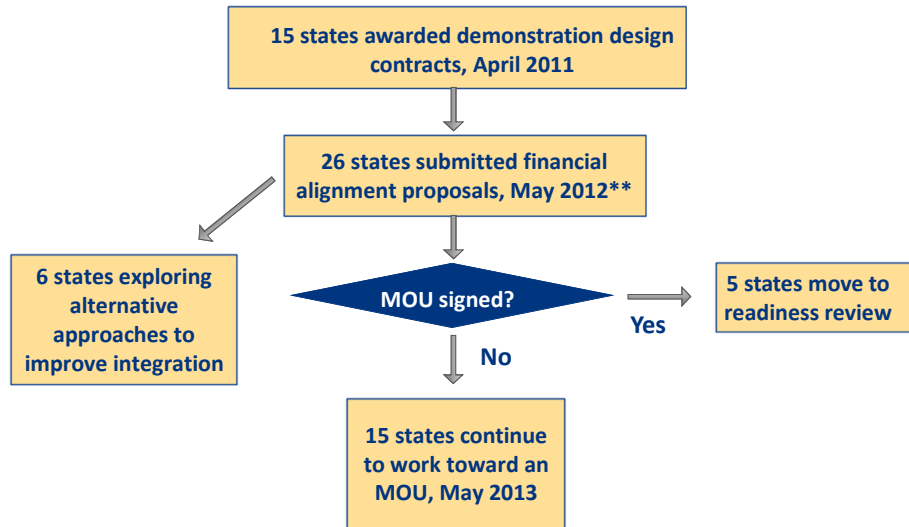 15 states awarded demonstration design
contracts, April 2011
26 states submitted financial
alignment proposals, May 2012**
6 states exploring
alternative
approaches to
improve integration
MOU signed?
Yes
5 states move to
readiness review
No
15 states continue
to work toward an
MOU, May 2013